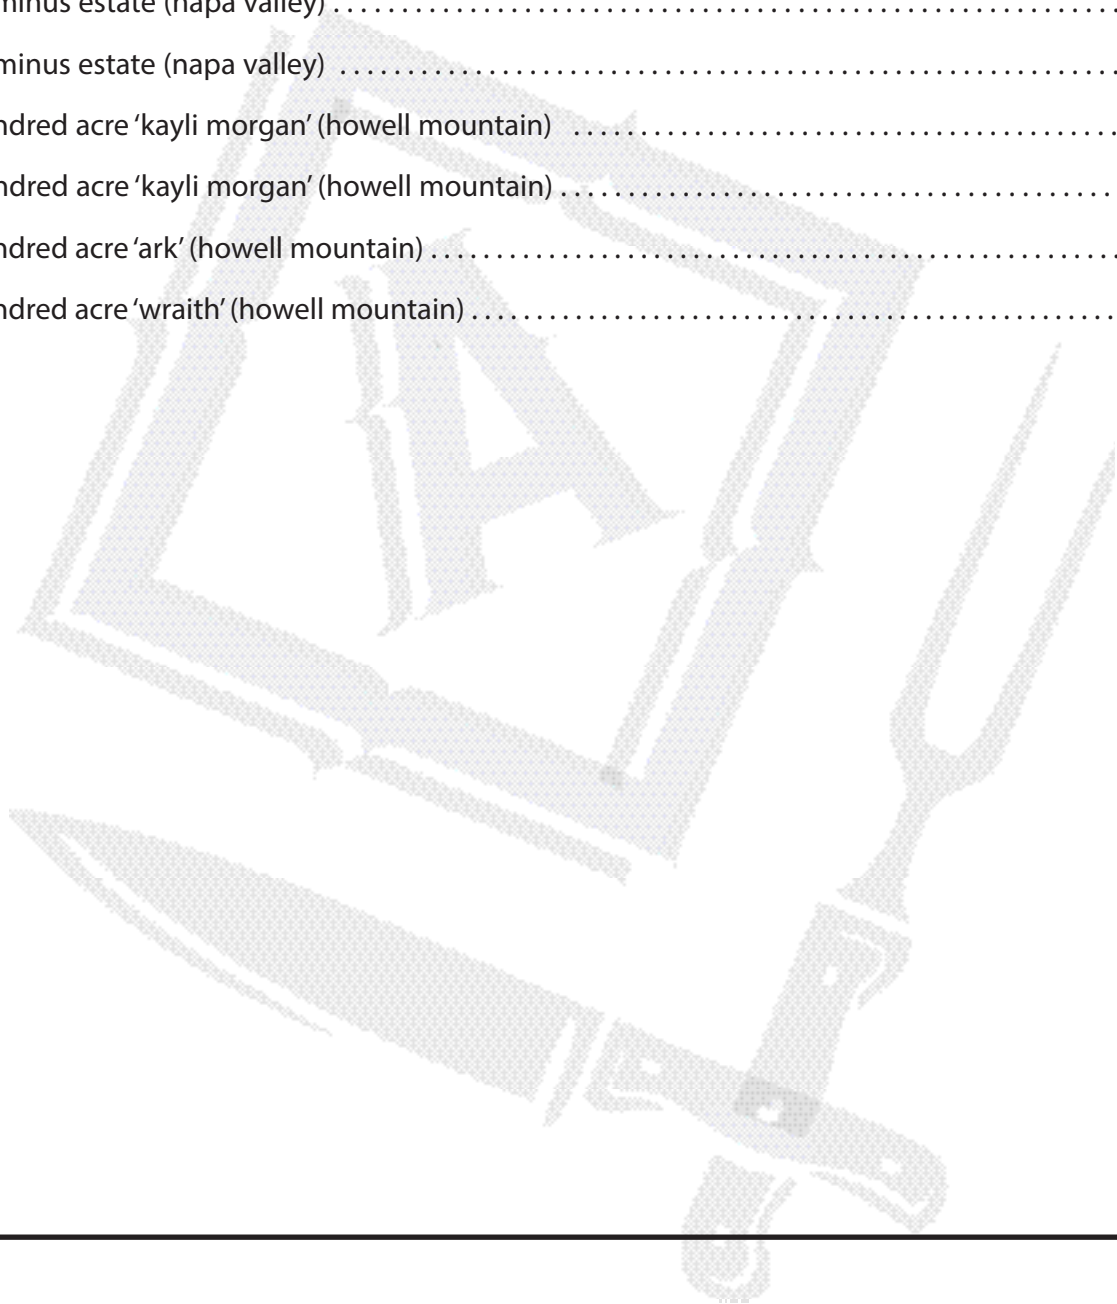 minus estate (napa valley)
minus estate (napa valley)
ndred acre ‘kayli morgan’ (howell mountain)
ndred acre ‘kayli morgan’ (howell mountain)
ndred acre ‘ark’ (howell mountain)
ndred acre ‘wraith’ (howell mountain)
A